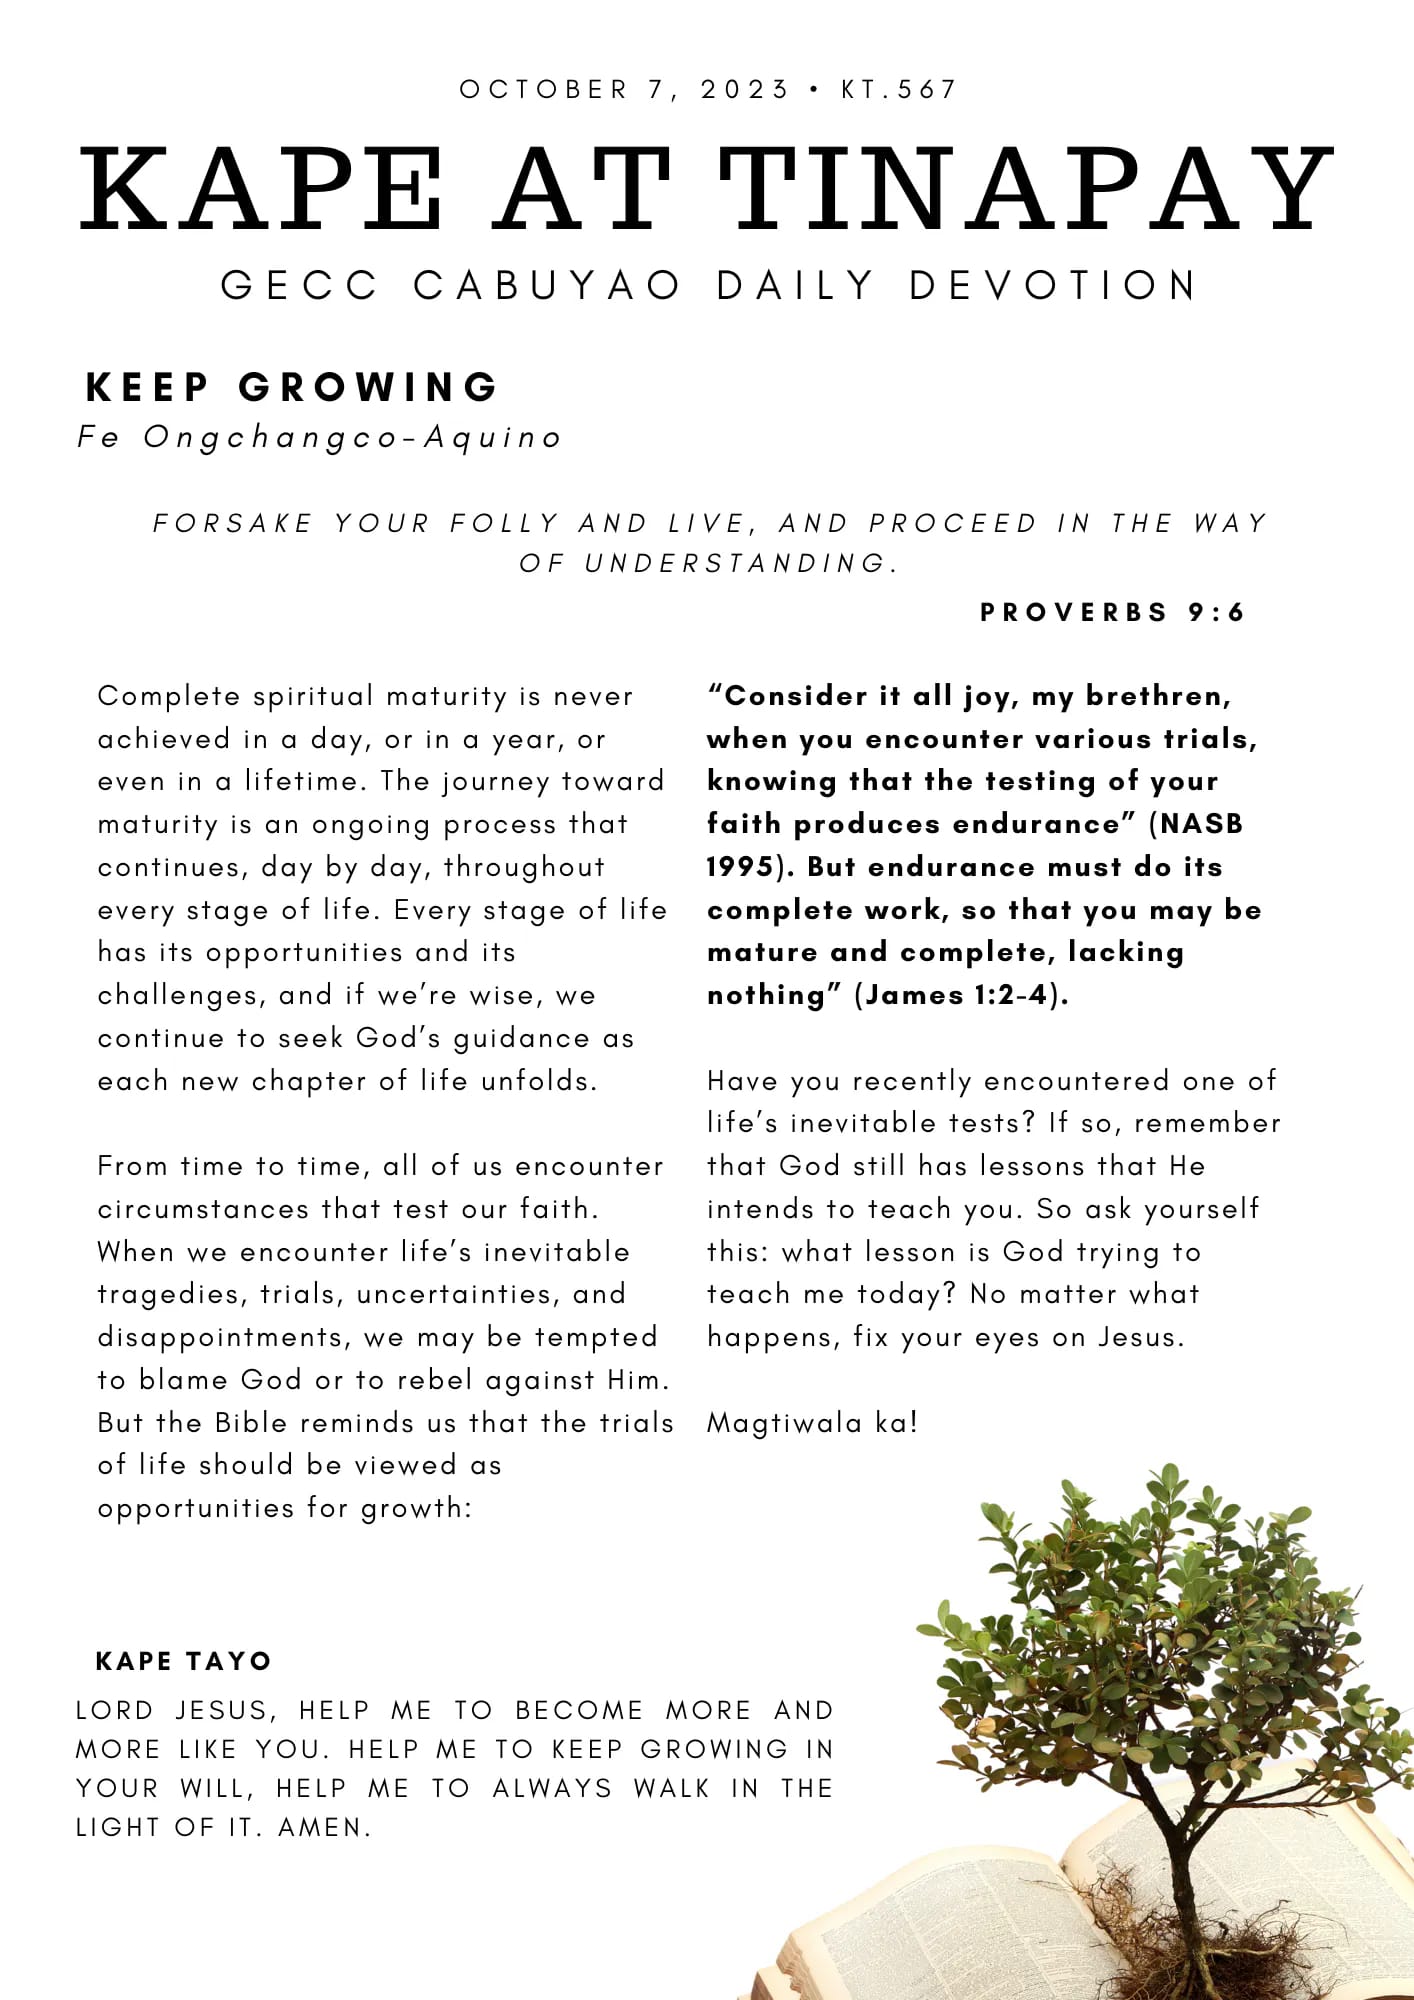 OCTOBER 7, 2023 • KT.567
KAPE AT TINAPAY
GECC CABUYAO DAILY DEVOTION
KEEP GROWING
Fe Ongchangco-Aquino
FORSAKE YOUR FOLLY AND LIVE, AND PROCEED IN THE WAY
OF UNDERSTANDING.
PROVERBS 9:6
Complete spiritual maturity is never
achieved in a day, or in a year, or
even in a lifetime. The journey toward
maturity is an ongoing process that
continues, day by day, throughout
every stage of life. Every stage of life
has its opportunities and its
challenges, and if we’re wise, we
continue to seek God’s guidance as
each new chapter of life unfolds.
From time to time, all of us encounter
circumstances that test our faith.
When we encounter life’s inevitable
tragedies, trials, uncertainties, and
disappointments, we may be tempted
to blame God or to rebel against Him.
But the Bible reminds us that the trials
of life should be viewed as
opportunities for growth:
“Consider it all joy, my brethren,
when you encounter various trials,
knowing that the testing of your
faith produces endurance” (NASB
1995). But endurance must do its
complete work, so that you may be
mature and complete, lacking
nothing” (James 1:2-4).
Have you recently encountered one of
life’s inevitable tests? If so, remember
that God still has lessons that He
intends to teach you. So ask yourself
this: what lesson is God trying to
teach me today? No matter what
happens, fix your eyes on Jesus.
Magtiwala ka!
KAPE TAYO
LORD JESUS, HELP ME TO BECOME MORE AND
MORE LIKE YOU. HELP ME TO KEEP GROWING IN
YOUR WILL, HELP ME TO ALWAYS WALK IN THE
LIGHT OF IT. AMEN.